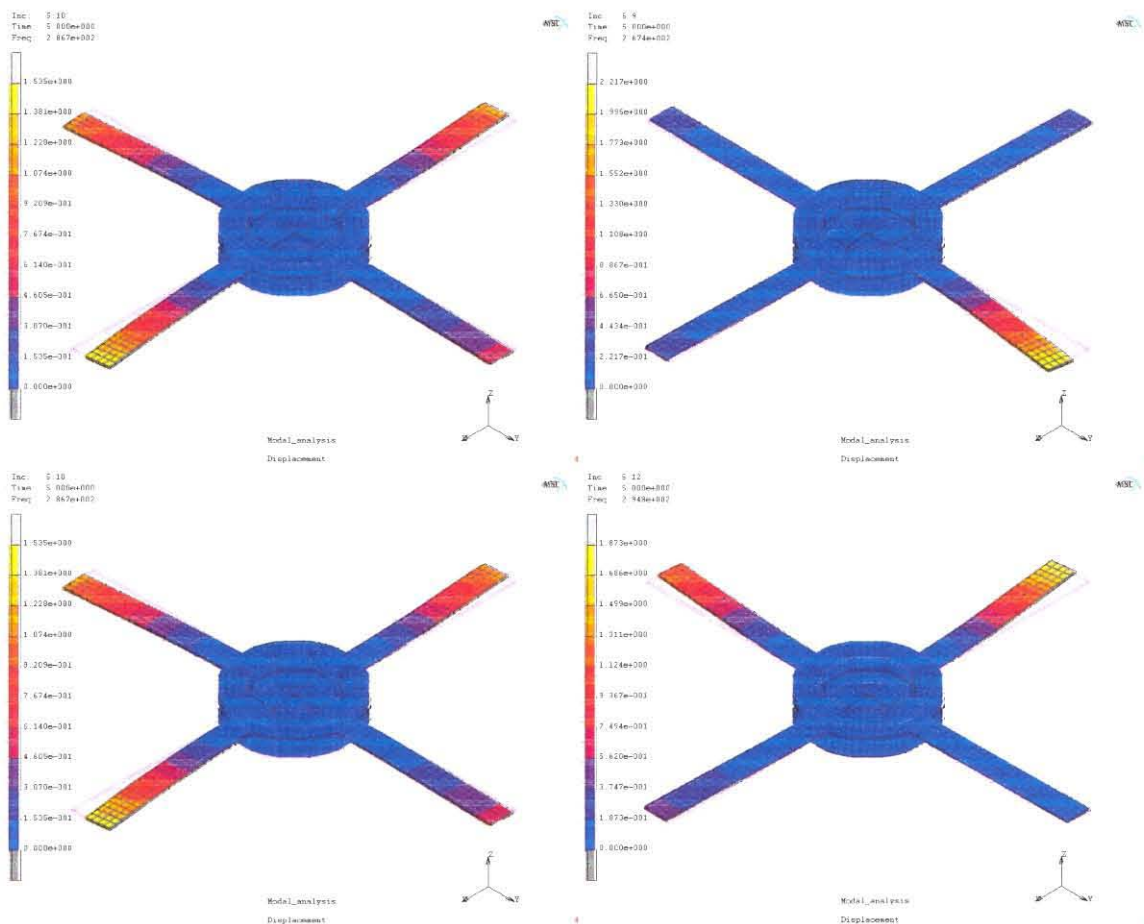 Inc: 5:10
Time: 5.000e+000
Freq: 2.867e+002
1.535e+000
1.381e+000
1.228e+000
1.074e+000
9.209e-001
7.674e-001
6.140e-001
4.605e-001
3.070e-001
1.535e-001
0.000e+000
Z
Y
Modal_analysis
Displacement
4
Time: 5.000e+000
Freq: 2.674e+002
2.217e+000
1.995e+000
1.773e+000
1.552e+000
1.330e+000
1.108e+000
8.867e-001
6.650e-001
4.434e-001
2.217e-001
0.000e+000
Z
Y
Modal_analysis
Displacement
Inc: 5:10
Time: 5.000e+000
Freq: 2.867e+002
1.535e+000
1.381e+000
1.228e+000
1.074e+000
9.209e-001
7.674e-001
6.140e-001
4.605e-001
3.070e-001
1.535e-001
0.000e+000
Z
Y
Modal_analysis
Displacement
4
Time: 5.000e+000
Freq: 2.948e+002
1.873e+000
1.686e+000
1.499e+000
1.311e+000
1.124e+000
9.367e-001
7.494e-001
5.620e-001
3.747e-001
1.873e-001
0.000e+000
Z
Y
Modal_analysis
Displacement